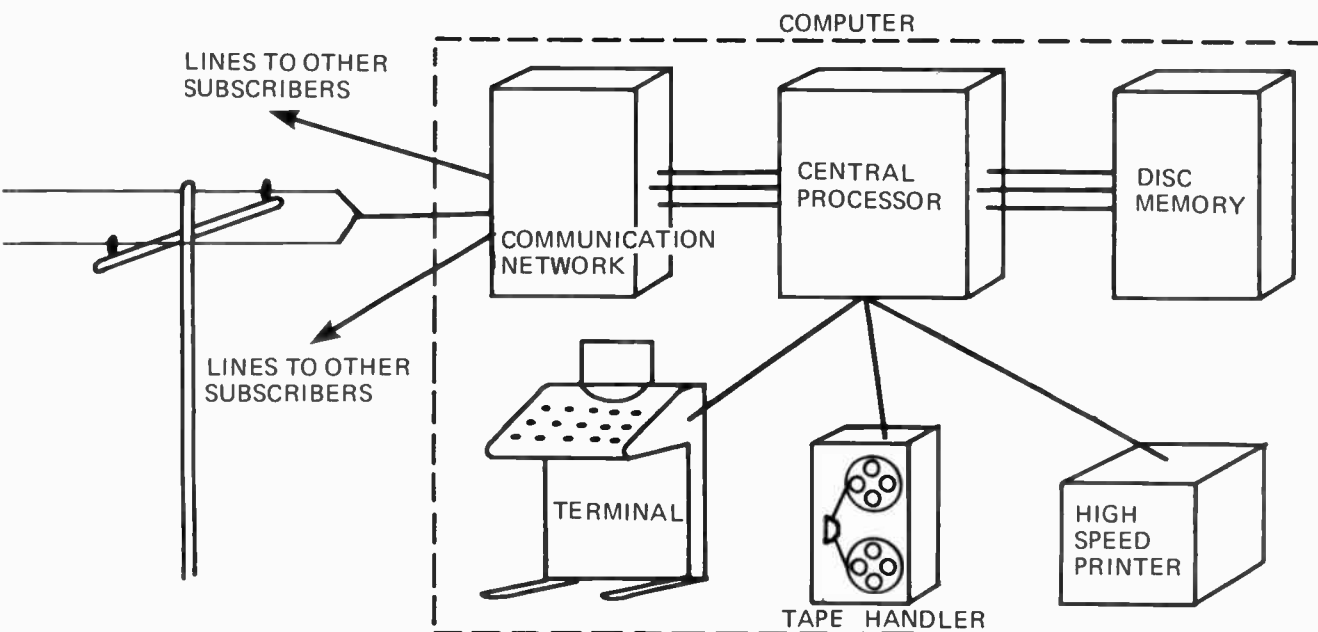 COMPUTER
LINES TO OTHER
SUBSCRIBERS
CENTRAL
PROCESSOR
DISC
MEMORY
COMMUNICATION
NETWORK
LINES TO OTHER
SUBSCRIBERS
TERMINAL
HIGH
SPEED
PRINTER
TAPE HANDLER